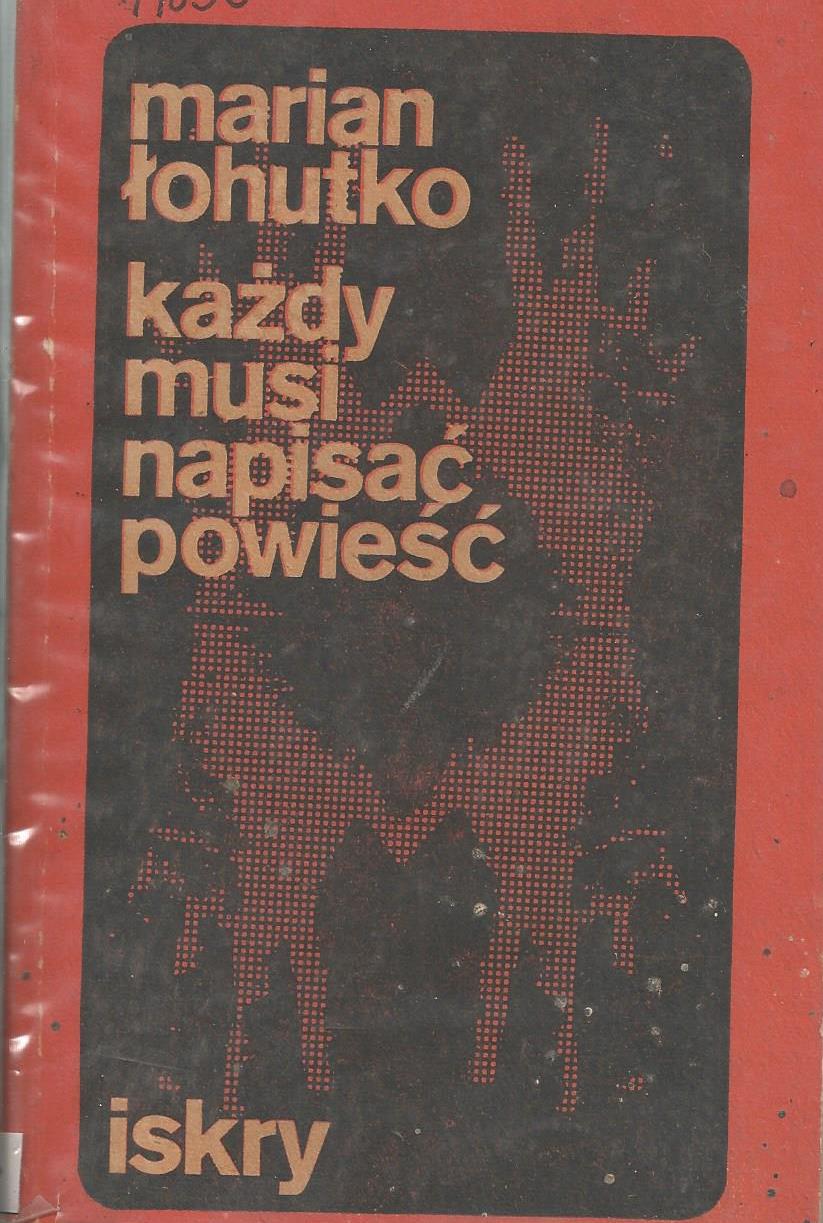 marian
łohutko
każdy
musi
napisać
powieść
iskry